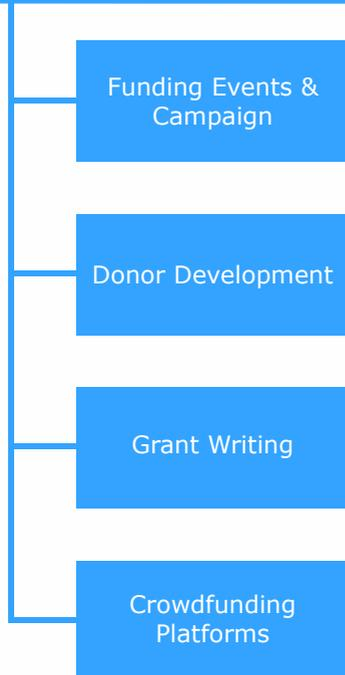 Funding Events &
Campaign
Donor Development
Grant Writing
Crowdfunding
Platforms